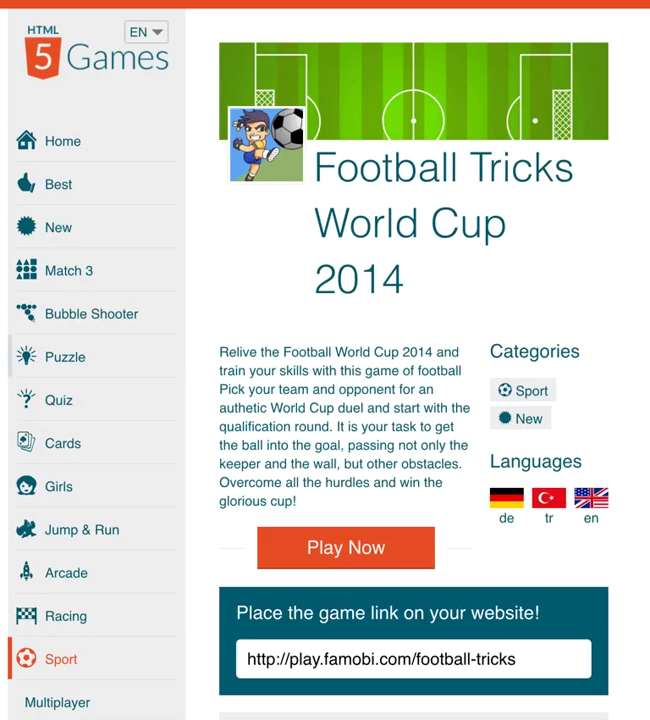 HTML
5 Games
EN
Home
Best
New
Match 3
Bubble Shooter
Puzzle
Quiz
Cards
Girls
Jump & Run
Arcade
Racing
Sport
Multiplayer
Football Tricks
World Cup
2014
Relive the Football World Cup 2014 and
train your skills with this game of football
Pick your team and opponent for an
authetic World Cup duel and start with the
qualification round. It is your task to get
the ball into the goal, passing not only the
keeper and the wall, but other obstacles.
Overcome all the hurdles and win the
glorious cup!
Play Now
Categories
Sport
New
Languages
de tr en
Place the game link on your website!
http://play.famobi.com/football-tricks